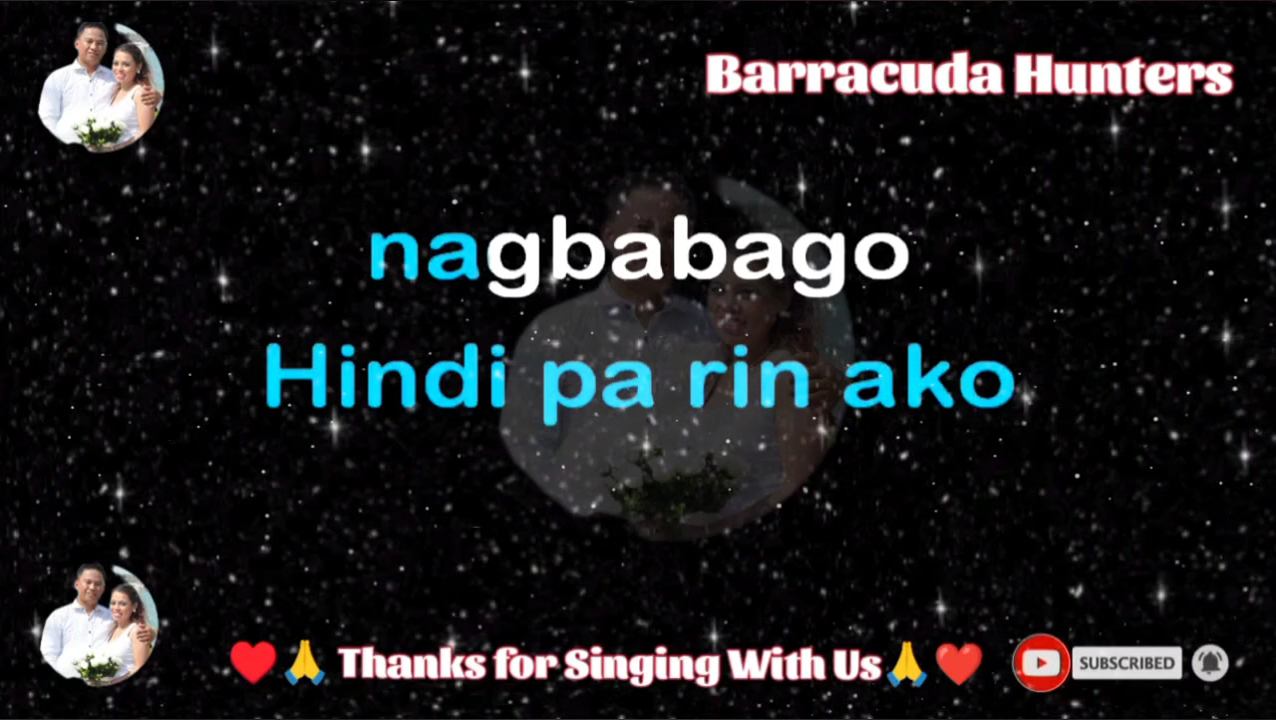 Barracuda Hunters
nagbabago
Hindi pa rin ako
❤️🙏 Thanks for Singing With Us🙏❤️
SUBSCRIBED